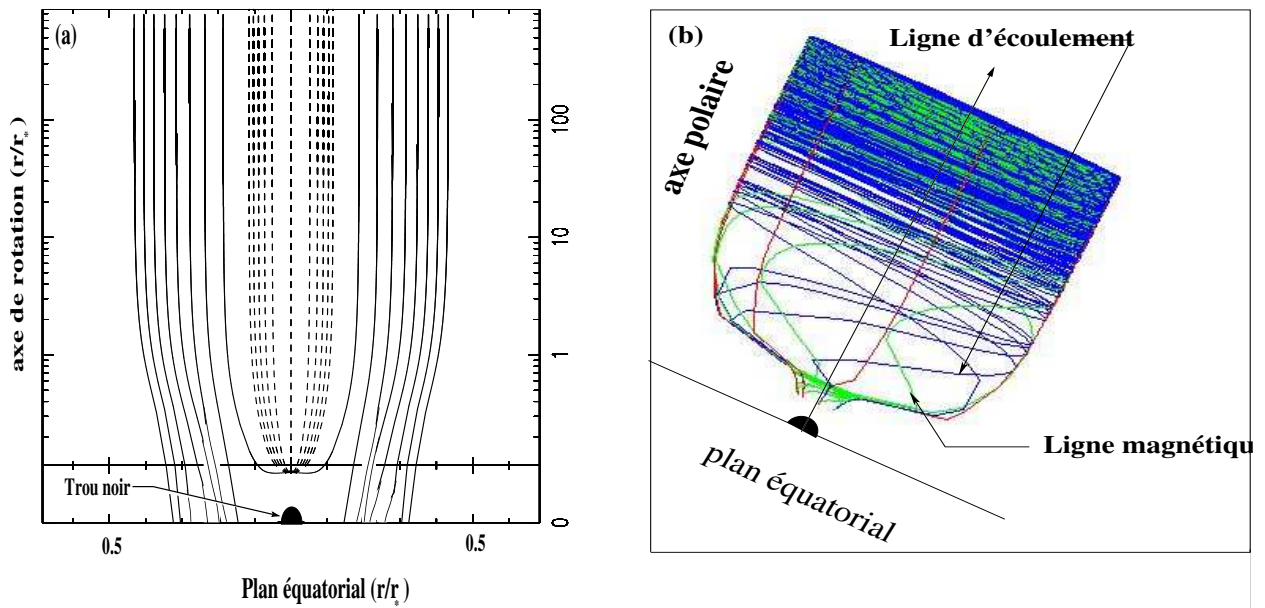 (a)
axe de rotation (r/r*)
100
10
1
0
Trou noir
0.5
0.5
Plan équatorial (r/r*)
(b)
Ligne d'écoulement
axe polaire
Ligne magnétiqu
plan équatorial